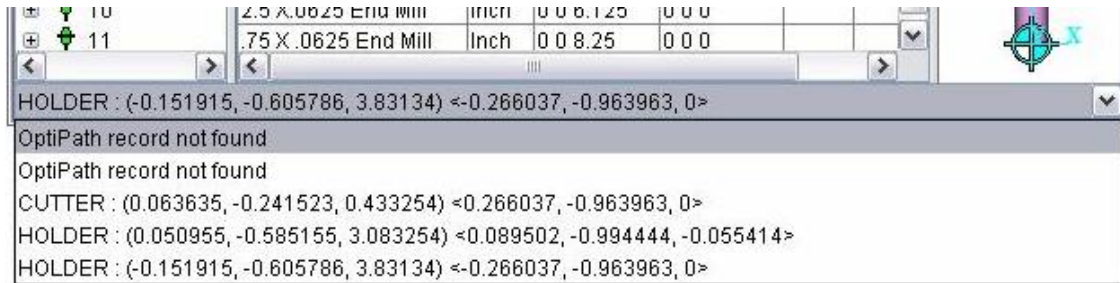 10 2.5 X.0625 End Mill Inch 0 0 6.125 0 0 0
11 .75 X .0625 End Mill Inch 0 0 8.25 0 0 0
X
HOLDER : (-0.151915, -0.605786, 3.83134) <-0.266037, -0.963963, 0>
OptiPath record not found
OptiPath record not found
CUTTER : (0.063635, -0.241523, 0.433254) <0.266037, -0.963963, 0>
HOLDER : (0.050955, -0.585155, 3.083254) <0.089502, -0.994444, -0.055414>
HOLDER : (-0.151915, -0.605786, 3.83134) <-0.266037, -0.963963, 0>